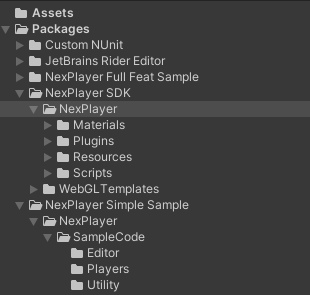 Assets
Packages
Custom NUnit
JetBrains Rider Editor
NexPlayer Full Feat Sample
NexPlayer SDK
NexPlayer
Materials
Plugins
Resources
Scripts
WebGLTemplates
NexPlayer Simple Sample
NexPlayer
SampleCode
Editor
Players
Utility